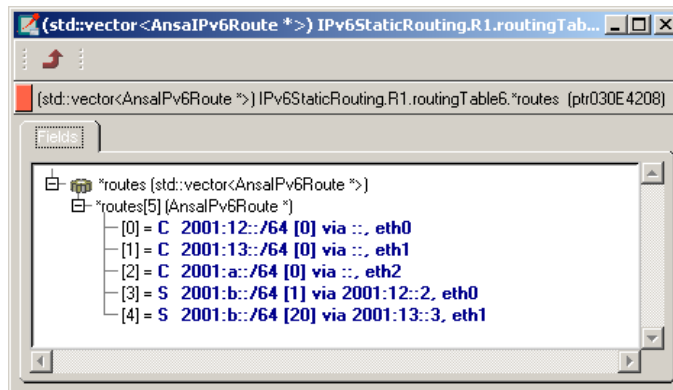 (std::vector<AnsaIPv6Route *>) IPv6StaticRouting.R1.routingTab...
(std::vector<AnsaIPv6Route *>) IPv6StaticRouting.R1.routingTable6.*routes (ptr030E4208)
Fields
*routes (std::vector<AnsaIPv6Route *>)
*routes[5] (AnsaIPv6Route *)
[0] = C 2001:12::/64 [0] via ::, eth0
[1] = C 2001:13::/64 [0] via ::, eth1
[2] = C 2001:a::/64 [0] via ::, eth2
[3] = S 2001:b::/64 [1] via 2001:12::2, eth0
[4] = S 2001:b::/64 [20] via 2001:13::3, eth1